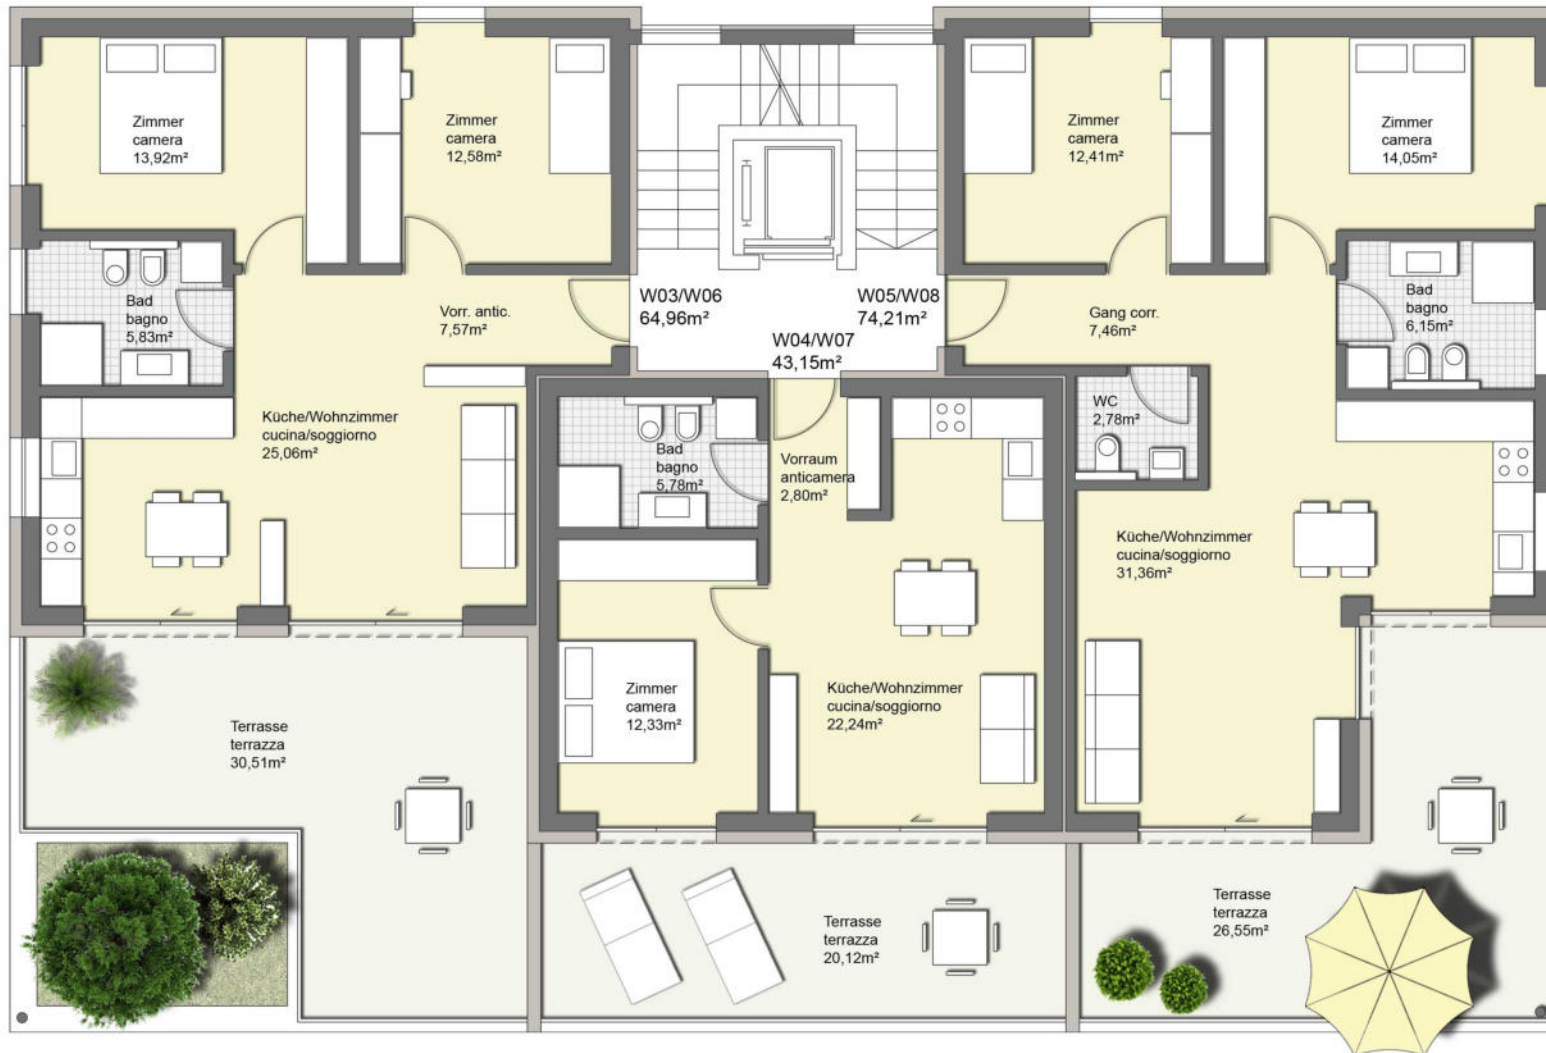 Zimmer
camera
13,92m²
Zimmer
camera
12,58m²
Zimmer
camera
12,41m²
Zimmer
camera
14,05m²
Bad
bagno
5,83m²
Vorr. antic.
7,57m²
W03/W06
64,96m²
W05/W08
74,21m²
W04/W07
43,15m²
Gang corr.
7,46m²
Bad
bagno
6,15m²
Küche/Wohnzimmer
cucina/soggiorno
25,06m²
Bad
bagno
5,78m²
Vorraum
anticamera
2,80m²
WC
2,78m²
Küche/Wohnzimmer
cucina/soggiorno
31,36m²
Zimmer
camera
12,33m²
Küche/Wohnzimmer
cucina/soggiorno
22,24m²
Terrasse
terrazza
30,51m²
Terrasse
terrazza
20,12m²
Terrasse
terrazza
26,55m²